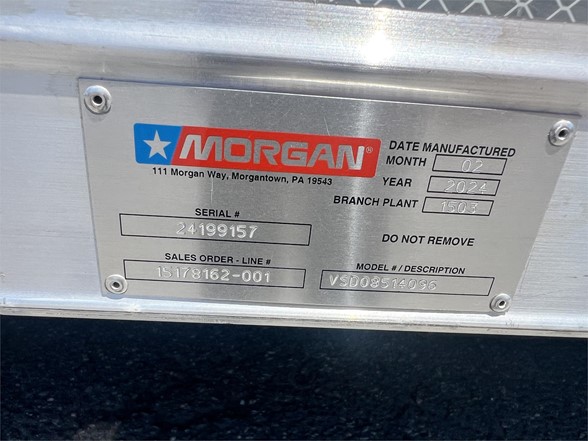 MORGAN®
111 Morgan Way, Morgantown, PA 19543
DATE MANUFACTURED
MONTH 02
YEAR 2024
BRANCH PLANT 1503
SERIAL #
24199157
DO NOT REMOVE
SALES ORDER - LINE #
15178162-001
MODEL # / DESCRIPTION